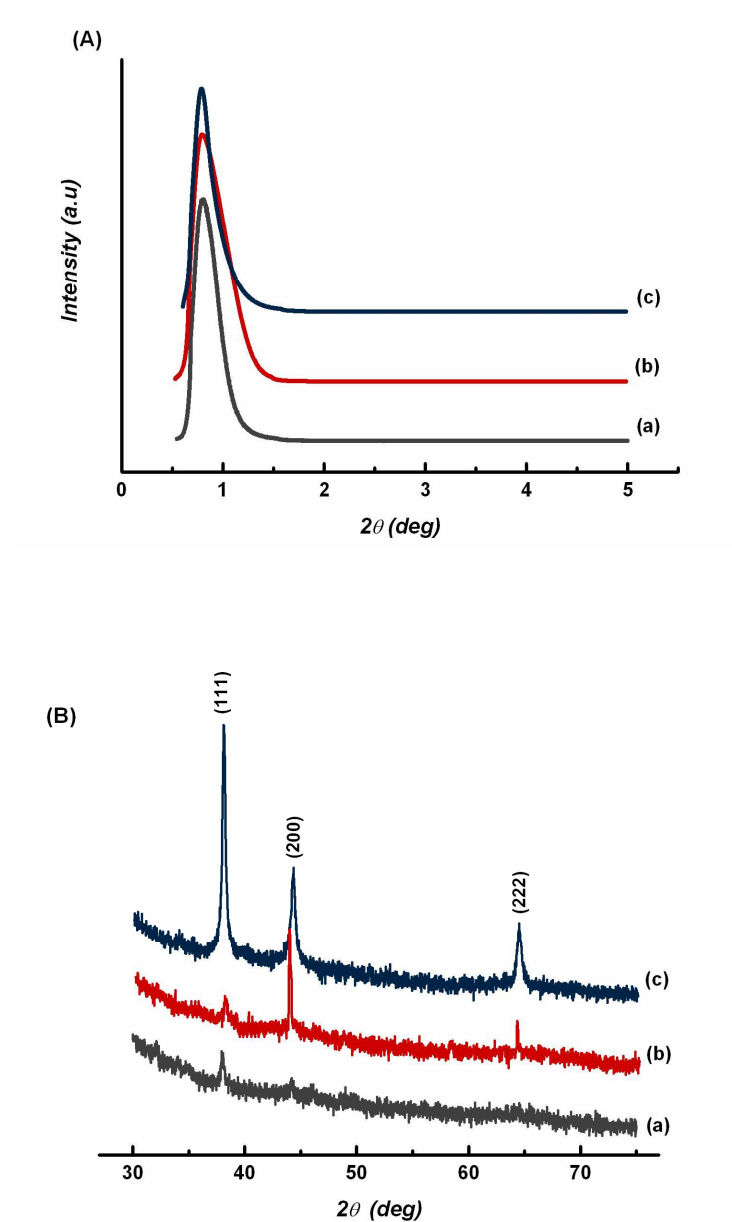 (A)
Intensity (a.u)
(c)
(b)
(a)
0 1 2 3 4 5
2θ (deg)
(B)
(111)
(200)
(222)
(c)
(b)
(a)
30 40 50 60 70
2θ (deg)